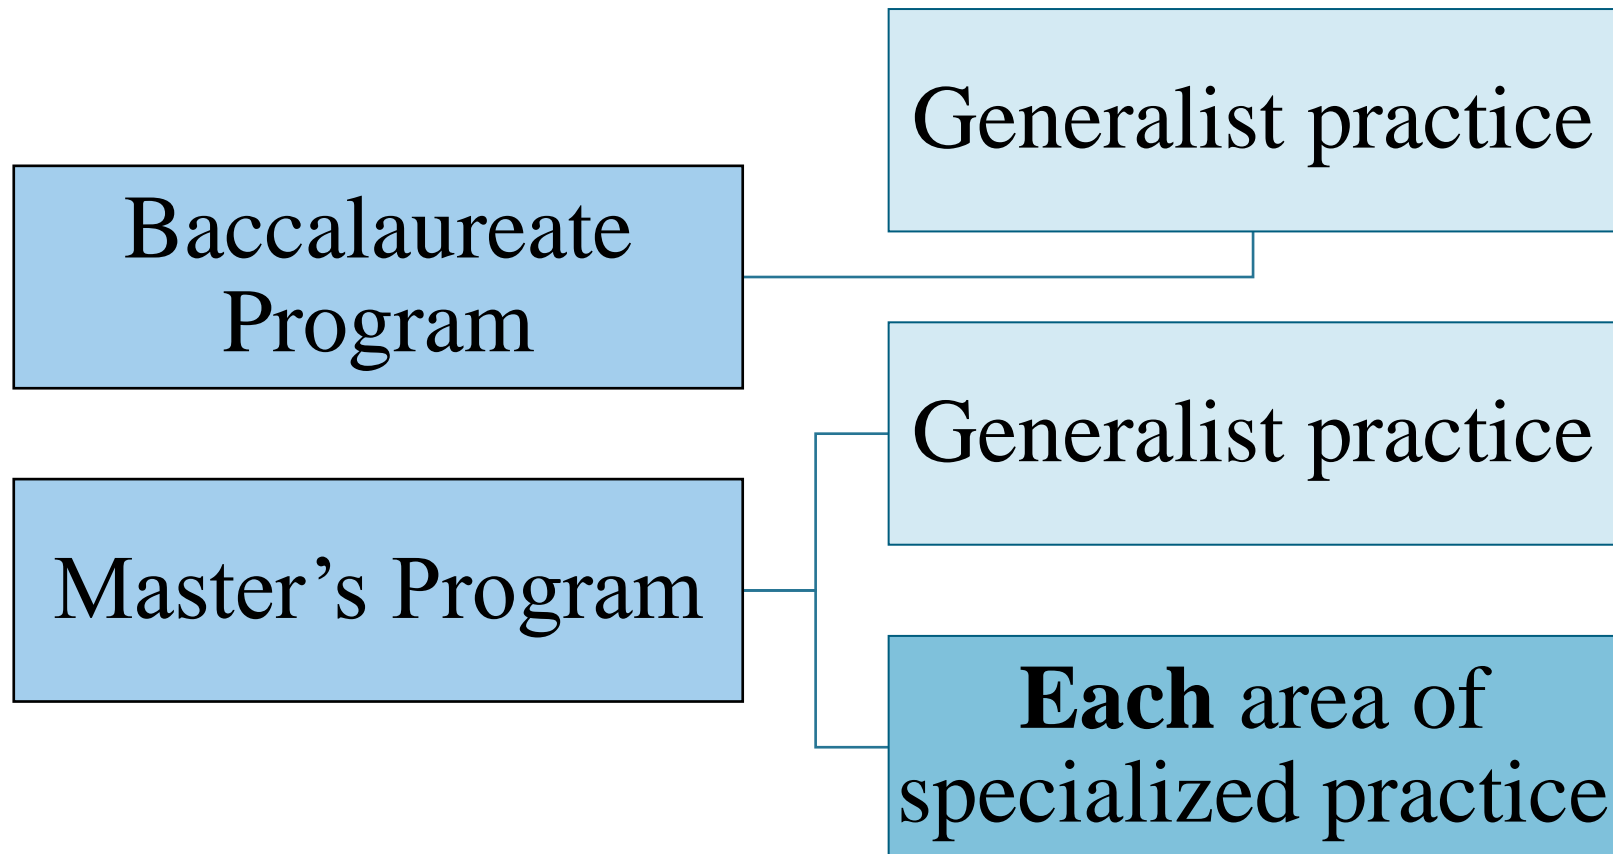 Generalist practice
Baccalaureate
Program
Generalist practice
Master’s Program
Each area of
specialized practice